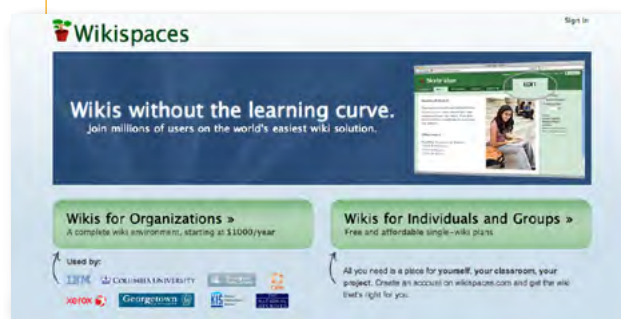 Sign in
Wikispaces
EDIT
Wikis without the learning curve.
Join millions of users on the world's easiest wiki solution.
Wikis for Organizations »
A complete wiki environment, starting at $1000/year
Wikis for Individuals and Groups »
Free and affordable single-wiki plans
Used by:
IBM
COLUMBIA UNIVERSITY
xerox
Georgetown
All you need is a place for yourself, your classroom, your
project. Create an account on wikispaces.com and get the wiki
that's right for you.